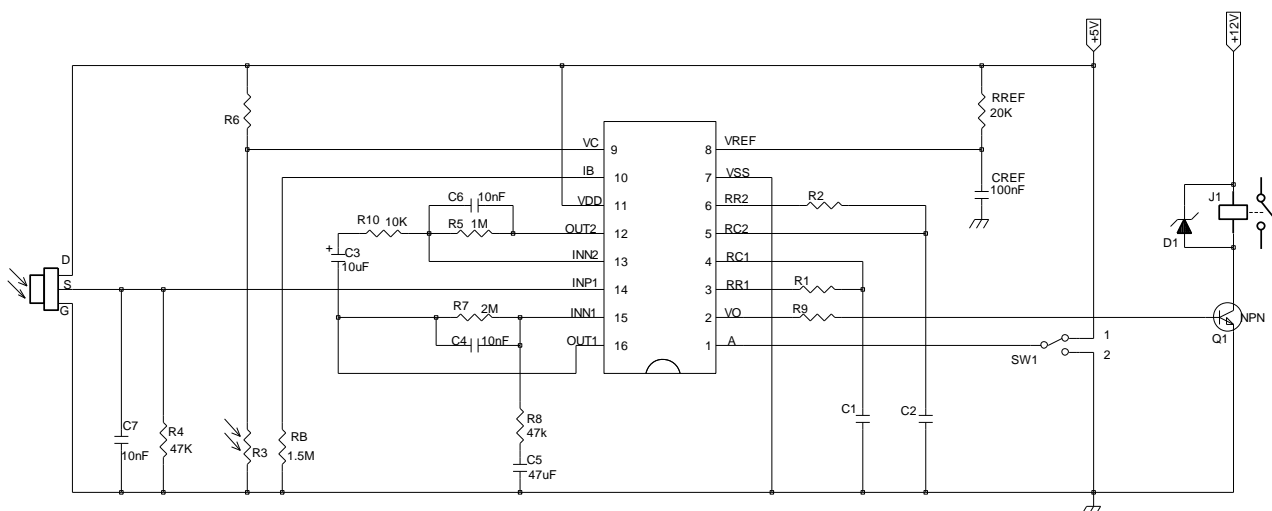 +5V
+12V
R6
RREF
20K
VC 9
8 VREF
IB 10
7 VSS
CREF
100nF
C6
10nF
VDD 11
6 RR2
R2
J1
R10 10K
R5 1M
OUT2 12
5 RC2
D1
+
C3
10uF
INN2 13
4 RC1
D
S
G
INP1 14
3 RR1
R1
R7
2M
INN1 15
2 VO
R9
NPN
Q1
C4 10nF
OUT1 16
1 A
SW1
1
2
C7
10nF
R4
47K
R3
RB
1.5M
R8
47k
C5
47uF
C1
C2